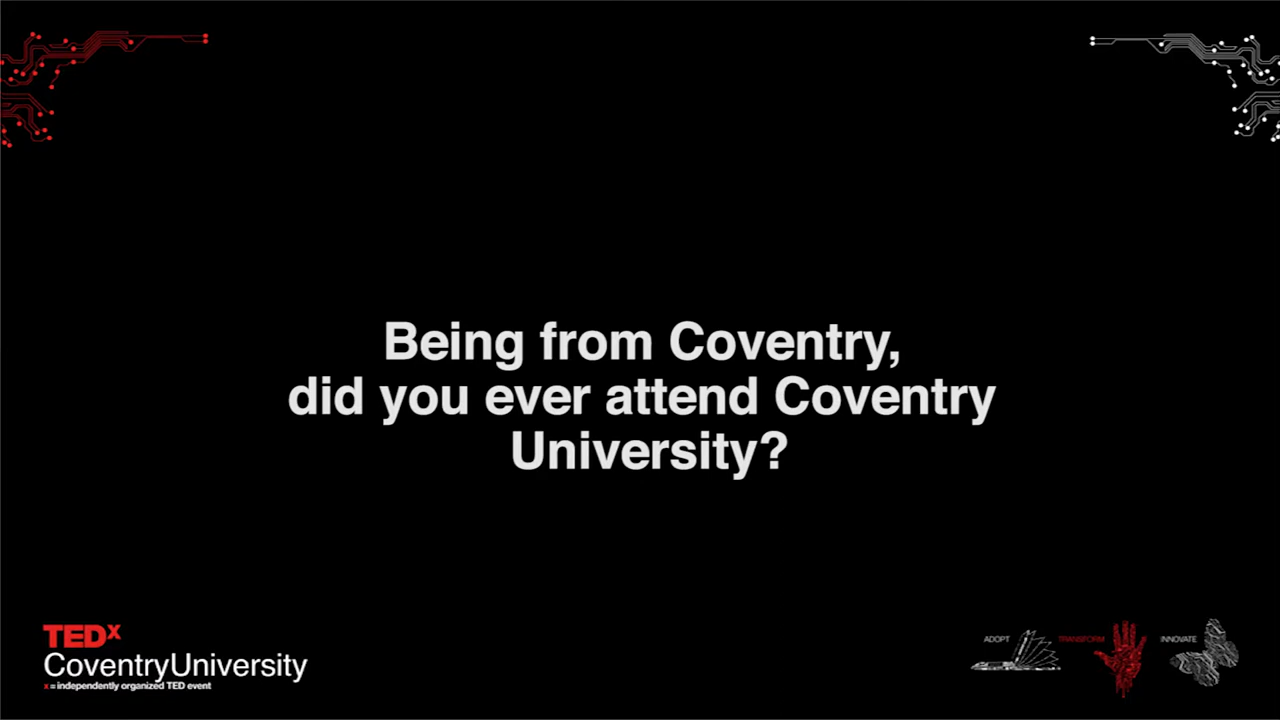 Being from Coventry,
did you ever attend Coventry
University?
TEDx
CoventryUniversity
x = independently organized TED event
ADOPT
TRANSFORM
INNOVATE